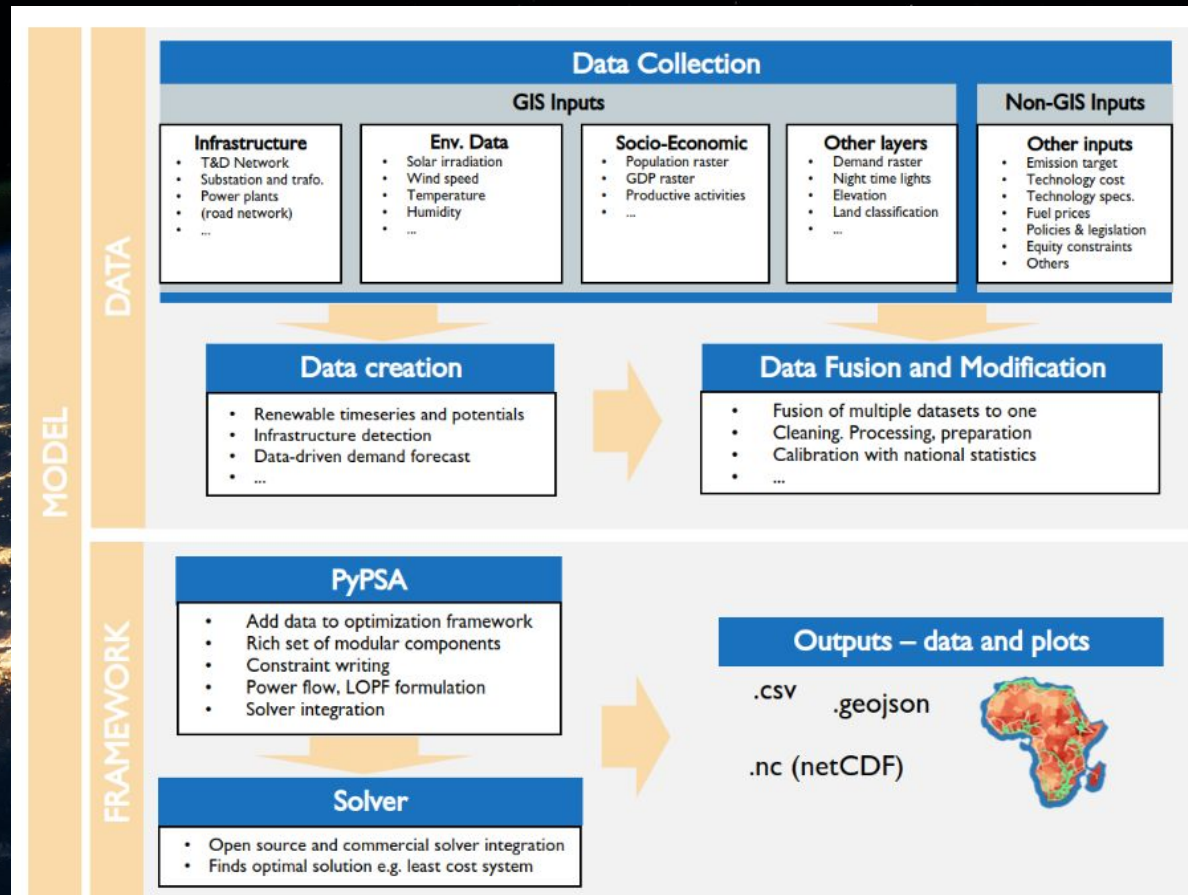 MODEL
DATA
Data Collection
GIS Inputs
Non-GIS Inputs
Infrastructure
• T&D Network
• Substation and trafo.
• Power plants
• (road network)
• ...
Env. Data
• Solar irradiation
• Wind speed
• Temperature
• Humidity
• ...
Socio-Economic
• Population raster
• GDP raster
• Productive activities
• ...
Other layers
• Demand raster
• Night time lights
• Elevation
• Land classification
• ...
Other inputs
• Emission target
• Technology cost
• Technology specs.
• Fuel prices
• Policies & legislation
• Equity constraints
• Others
Data creation
• Renewable timeseries and potentials
• Infrastructure detection
• Data-driven demand forecast
• ...
Data Fusion and Modification
• Fusion of multiple datasets to one
• Cleaning. Processing, preparation
• Calibration with national statistics
• ...
FRAMEWORK
PyPSA
• Add data to optimization framework
• Rich set of modular components
• Constraint writing
• Power flow, LOPF formulation
• Solver integration
Solver
• Open source and commercial solver integration
• Finds optimal solution e.g. least cost system
Outputs – data and plots
.csv
.geojson
.nc (netCDF)